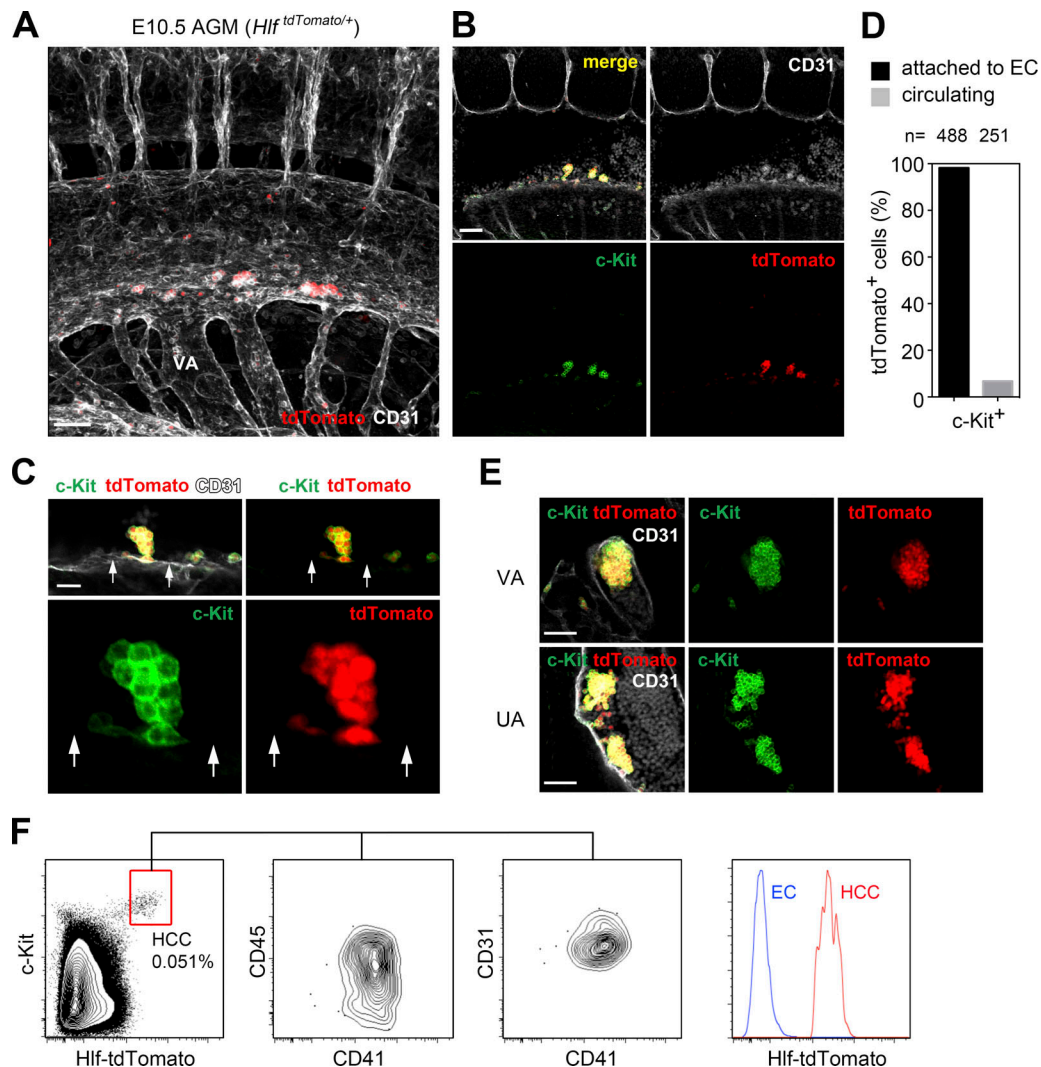 A
E10.5 AGM (Hlf tdTomato/+)
VA
tdTomato CD31
B
merge
CD31
c-Kit
tdTomato
D
attached to EC
circulating
n= 488 251
100
80
60
40
20
0
tdTomato+ cells (%)
c-Kit+
C
c-Kit tdTomato CD31
c-Kit tdTomato
c-Kit
tdTomato
E
c-Kit tdTomato
CD31
c-Kit
tdTomato
VA
c-Kit tdTomato
CD31
c-Kit
tdTomato
UA
F
c-Kit
HCC
0.051%
Hlf-tdTomato
CD45
CD41
CD31
CD41
EC
HCC
Hlf-tdTomato